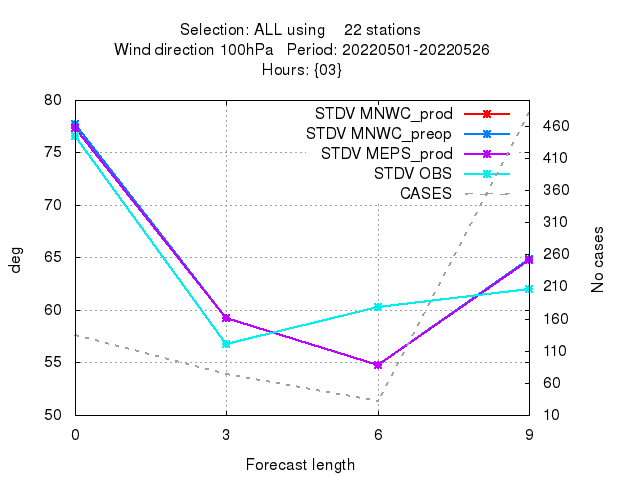 Selection: ALL using    22 stations
Wind direction 100hPa   Period: 20220501-20220526
Hours: {03}
STDV MNWC_prod
STDV MNWC_preop
STDV MEPS_prod
STDV OBS
CASES
80
75
70
65
60
55
50
deg
460
410
360
310
260
210
160
110
60
10
No cases
0 3 6 9
Forecast length